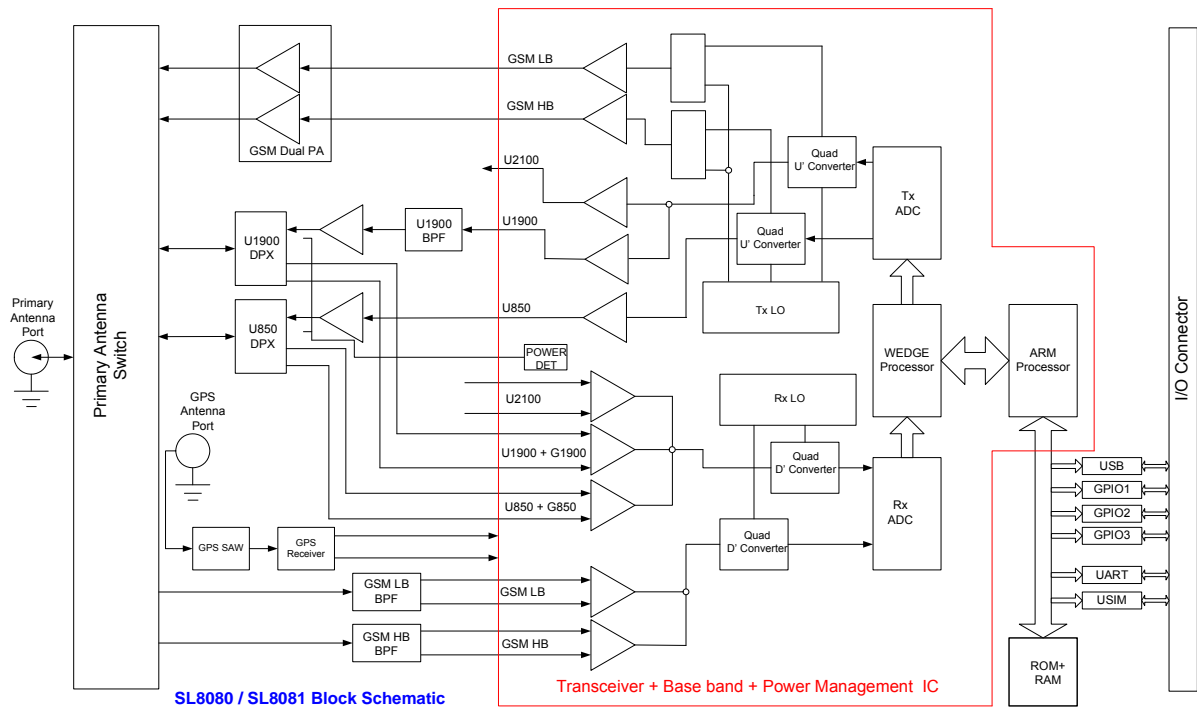 GSM LB
GSM HB
GSM Dual PA
U2100
Quad
U' Converter
Tx
ADC
U1900
DPX
U1900
BPF
U1900
Quad
U' Converter
Primary
Antenna
Port
Primary Antenna
Switch
U850
DPX
U850
Tx LO
POWER
DET
WEDGE
Processor
ARM
Processor
I/O Connector
GPS
Antenna
Port
U2100
Rx LO
U1900 + G1900
Quad
D' Converter
USB
GPIO1
U850 + G850
Rx
ADC
GPIO2
GPIO3
GPS SAW
GPS
Receiver
Quad
D' Converter
GSM LB
BPF
GSM LB
UART
USIM
GSM HB
BPF
GSM HB
ROM+
RAM
SL8080 / SL8081 Block Schematic
Transceiver + Base band + Power Management IC